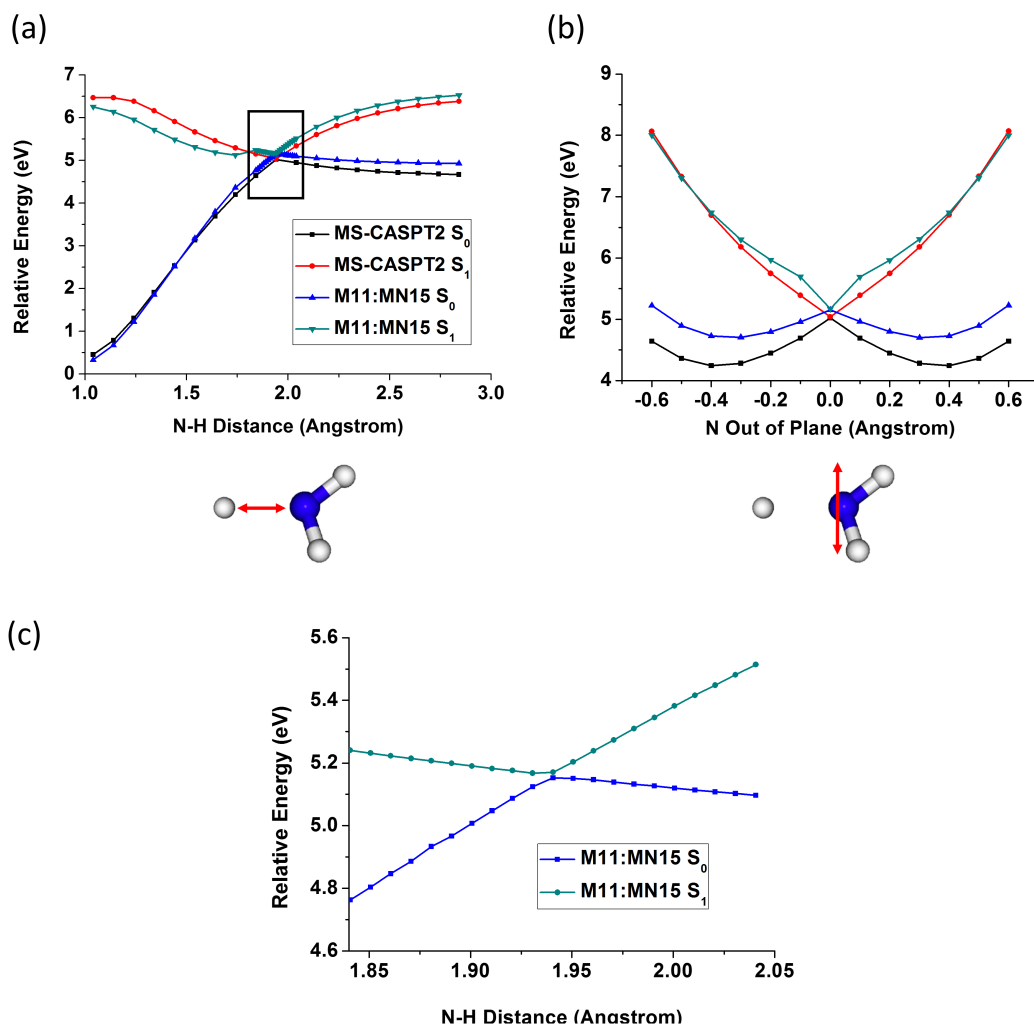 (a)
7
6
5
4
3
2
1
0
Relative Energy (eV)
MS-CASPT2 S0
MS-CASPT2 S1
M11:MN15 S0
M11:MN15 S1
1.0 1.5 2.0 2.5 3.0
N-H Distance (Angstrom)
(b)
9
8
7
6
5
4
Relative Energy (eV)
-0.6 -0.4 -0.2 0.0 0.2 0.4 0.6
N Out of Plane (Angstrom)
(c)
5.6
5.4
5.2
5.0
4.8
4.6
Relative Energy (eV)
M11:MN15 S0
M11:MN15 S1
1.85 1.90 1.95 2.00 2.05
N-H Distance (Angstrom)